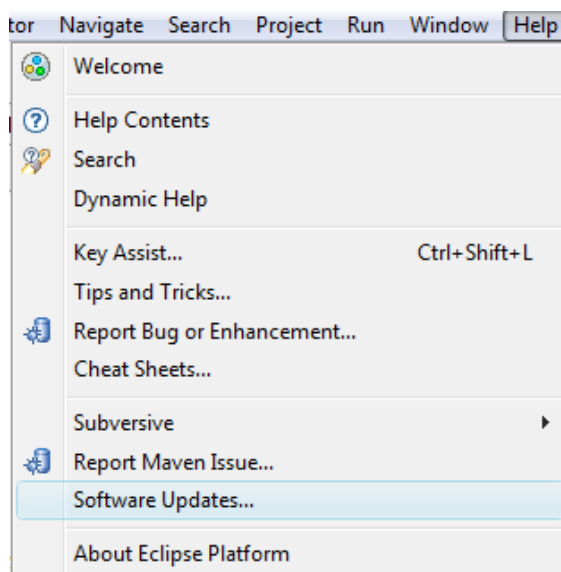 tor Navigate Search Project Run Window Help
Welcome
Help Contents
Search
Dynamic Help
Key Assist... Ctrl+Shift+L
Tips and Tricks...
Report Bug or Enhancement...
Cheat Sheets...
Subversive
Report Maven Issue...
Software Updates...
About Eclipse Platform